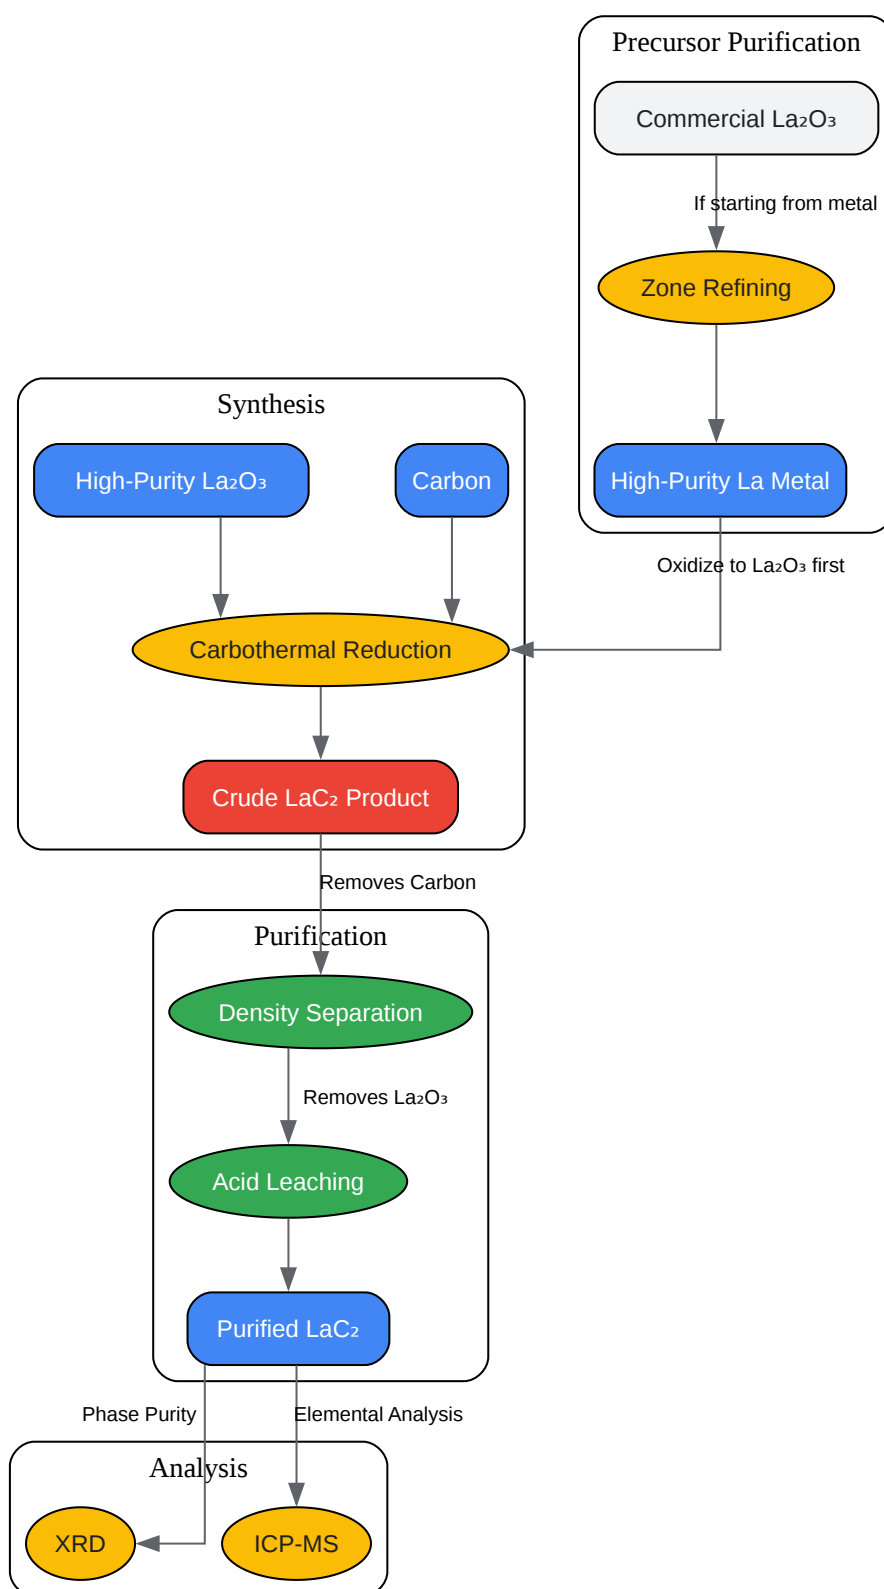 Precursor Purification
Commercial La₂O₃
If starting from metal
Zone Refining
High-Purity La Metal
Oxidize to La₂O₃ first
Synthesis
High-Purity La₂O₃
Carbon
Carbothermal Reduction
Crude LaC₂ Product
Removes Carbon
Purification
Density Separation
Removes La₂O₃
Acid Leaching
Purified LaC₂
Phase Purity
Elemental Analysis
Analysis
XRD
ICP-MS